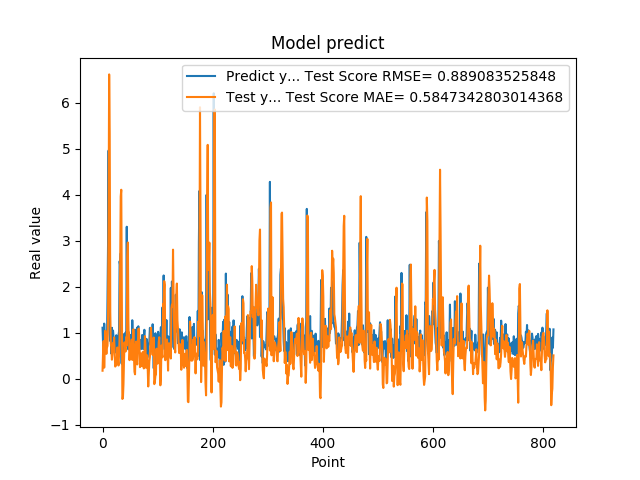 Model predict
Predict y... Test Score RMSE= 0.889083525848
Test y... Test Score MAE= 0.5847342803014368
Real value
6
5
4
3
2
1
0
−1
0 200 400 600 800
Point